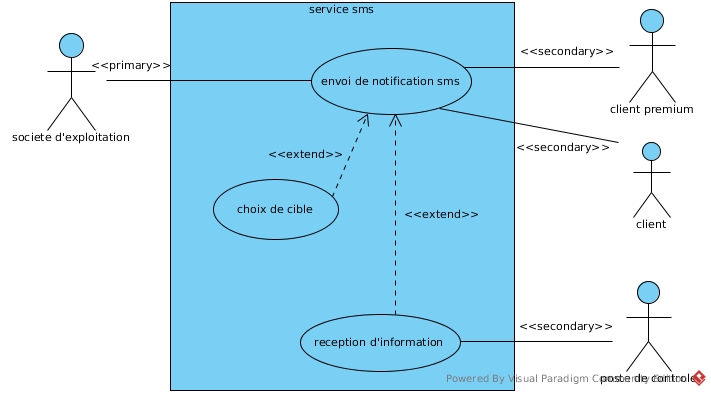 service sms
<<primary>>
<<secondary>>
envoi de notification sms
client premium
societe d'exploitation
<<secondary>>
<<extend>>
choix de cible
<<extend>>
client
<<secondary>>
reception d'information
Powered By Visual Paradigm Community Edition
poste de controle